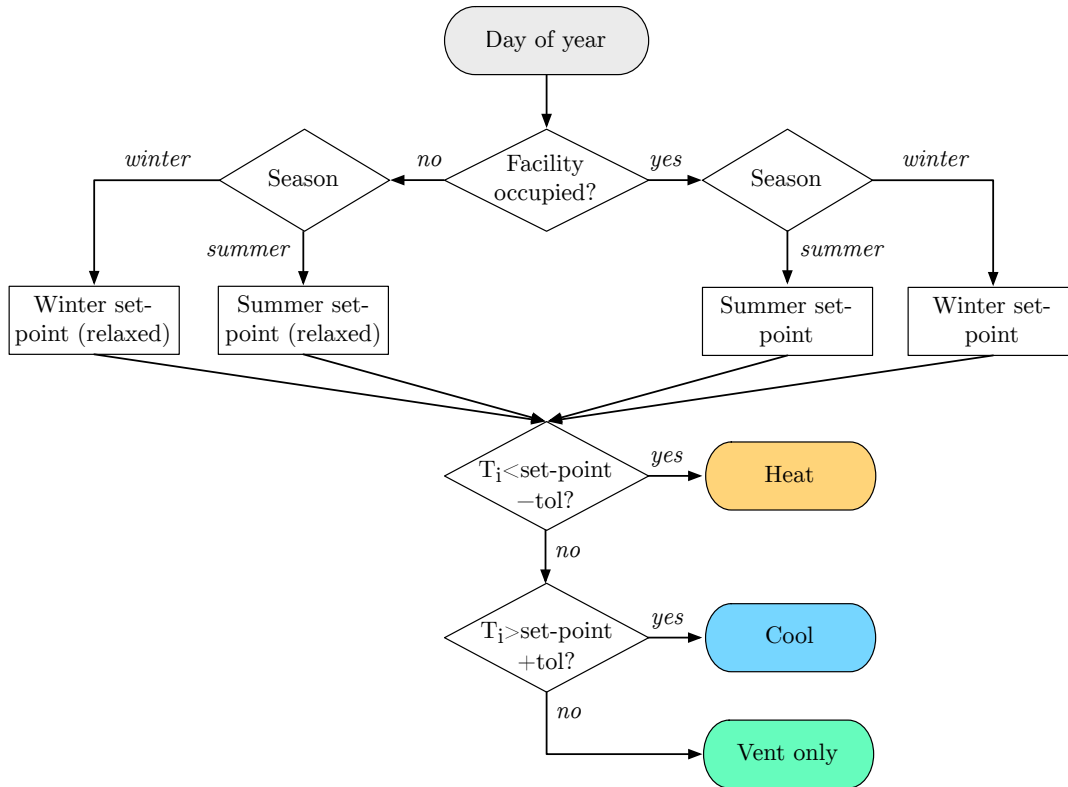 Day of year
winter
no
Facility
occupied?
yes
winter
Season
Season
summer
summer
Winter set-
point (relaxed)
Summer set-
point (relaxed)
Summer set-
point
Winter set-
point
Ti<set-point
−tol?
yes
Heat
no
Ti>set-point
+tol?
yes
Cool
no
Vent only